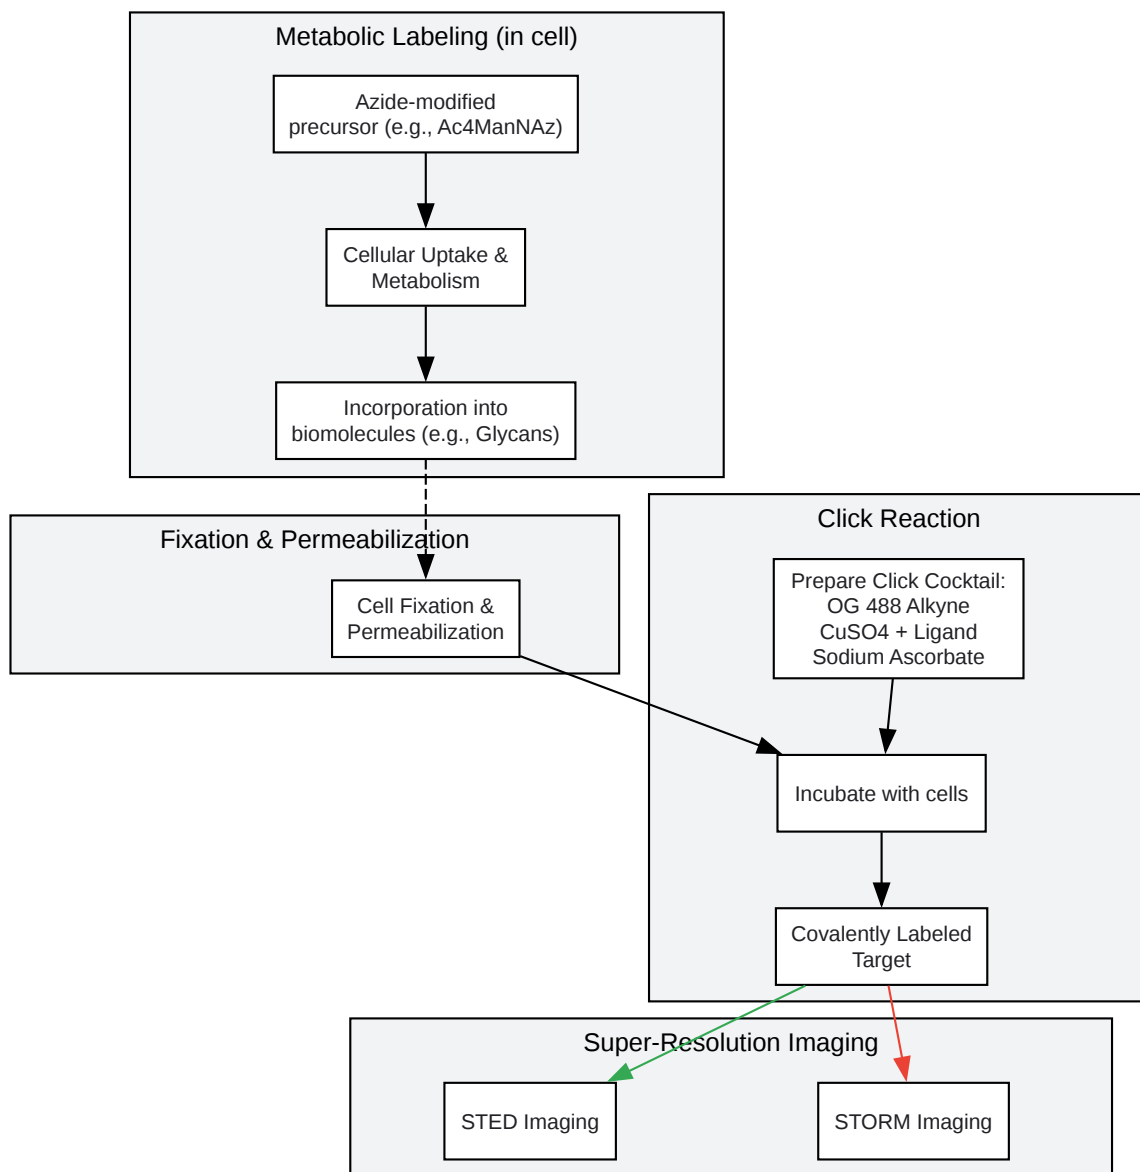 Metabolic Labeling (in cell)
Azide-modified
precursor (e.g., Ac4ManNAz)
Cellular Uptake &
Metabolism
Incorporation into
biomolecules (e.g., Glycans)
Fixation & Permeabilization
Cell Fixation &
Permeabilization
Click Reaction
Prepare Click Cocktail:
OG 488 Alkyne
CuSO4 + Ligand
Sodium Ascorbate
Incubate with cells
Covalently Labeled
Target
Super-Resolution Imaging
STED Imaging
STORM Imaging